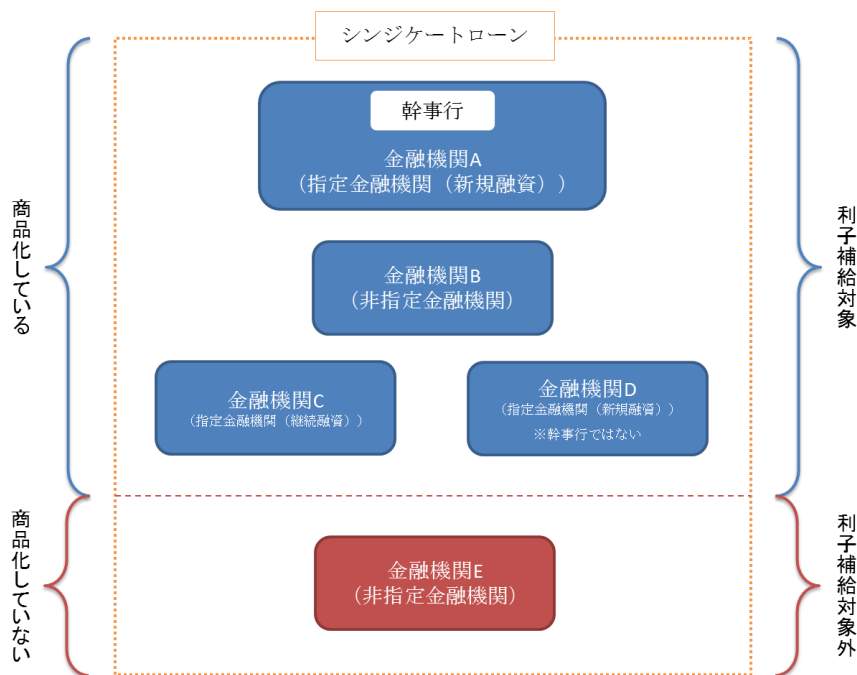 シンジケートローン
幹事行
金融機関A
（指定金融機関（新規融資））
商品化している
利子補給対象
金融機関B
（非指定金融機関）
金融機関C
（指定金融機関（継続融資））
金融機関D
（指定金融機関（新規融資））
※幹事行ではない
商品化していない
利子補給対象外
金融機関E
（非指定金融機関）